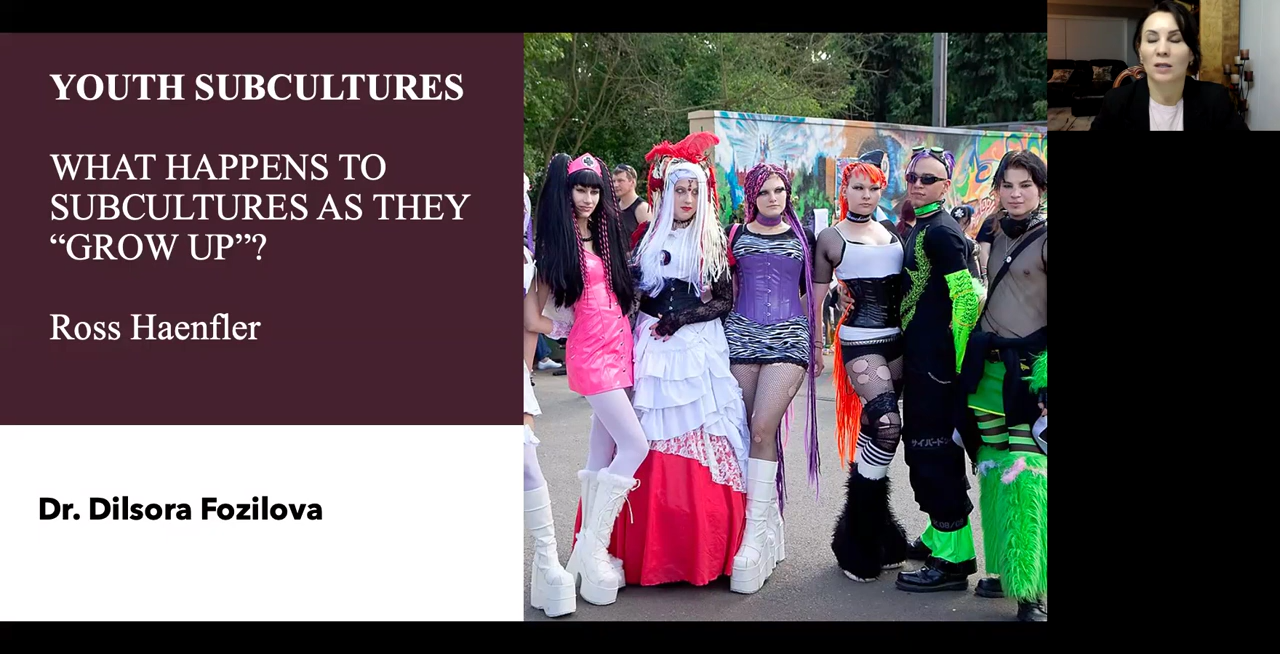 YOUTH SUBCULTURES
WHAT HAPPENS TO
SUBCULTURES AS THEY
“GROW UP”?
Ross Haenfler
Dr. Dilsora Fozilova